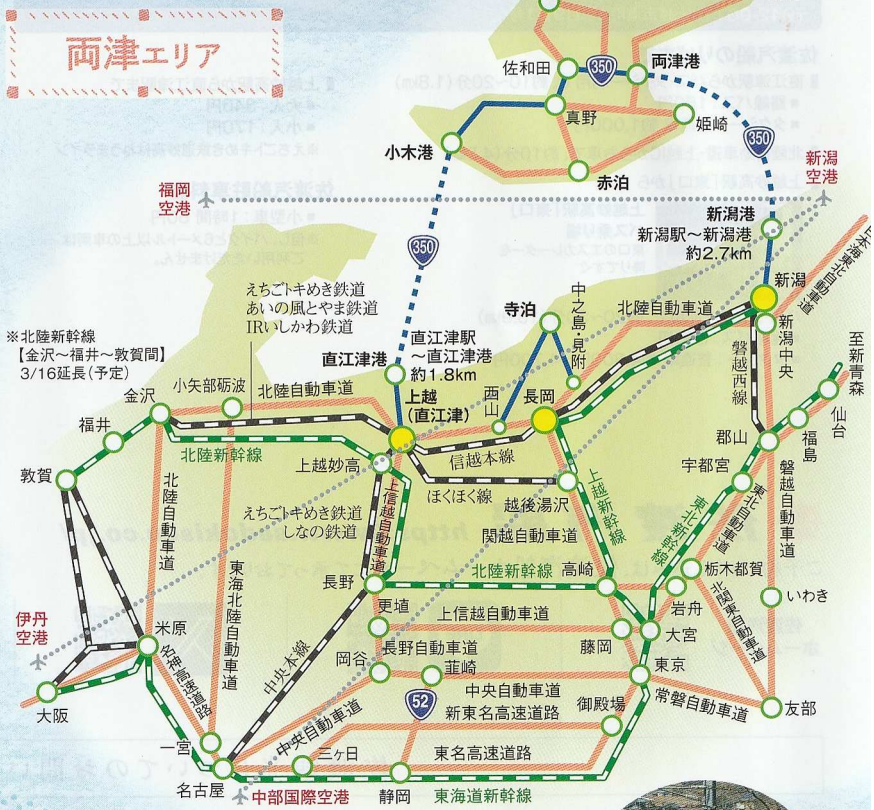 両津エリア
佐和田
350
両津港
真野
姫崎
小木港
赤泊
350
新潟
空港
福岡
空港
新潟港
新潟駅～新潟港
約2.7km
350
日本海東北自動車道
えちごトキめき鉄道
あいの風とやま鉄道
IRいしかわ鉄道
寺泊
中之島・見附
北陸自動車道
新潟
新潟中央
※北陸新幹線
【金沢～福井～敦賀間】
3/16延長(予定)
直江津港
直江津駅
～直江津港
約1.8km
磐越西線
至新青森
金沢
小矢部砺波
北陸自動車道
上越
(直江津)
西山
長岡
仙台
福井
北陸新幹線
信越本線
郡山
福島
敦賀
上越妙高
ほくほく線
越後湯沢
宇都宮
北陸自動車道
えちごトキめき鉄道
しなの鉄道
上信越自動車道
関越自動車道
上越新幹線
東北新幹線
東北自動車道
磐越自動車道
東海北陸自動車道
長野
北陸新幹線
高崎
栃木都賀
岩舟
いわき
伊丹
空港
更埴
上信越自動車道
北関東自動車道
米原
中央本線
岡谷
長野自動車道
韮崎
藤岡
大宮
名神高速道路
中央自動車道
東京
大阪
52
常磐自動車道
友部
中央自動車道
新東名高速道路
御殿場
一宮
三ヶ日
東名高速道路
名古屋
中部国際空港
静岡
東海道新幹線